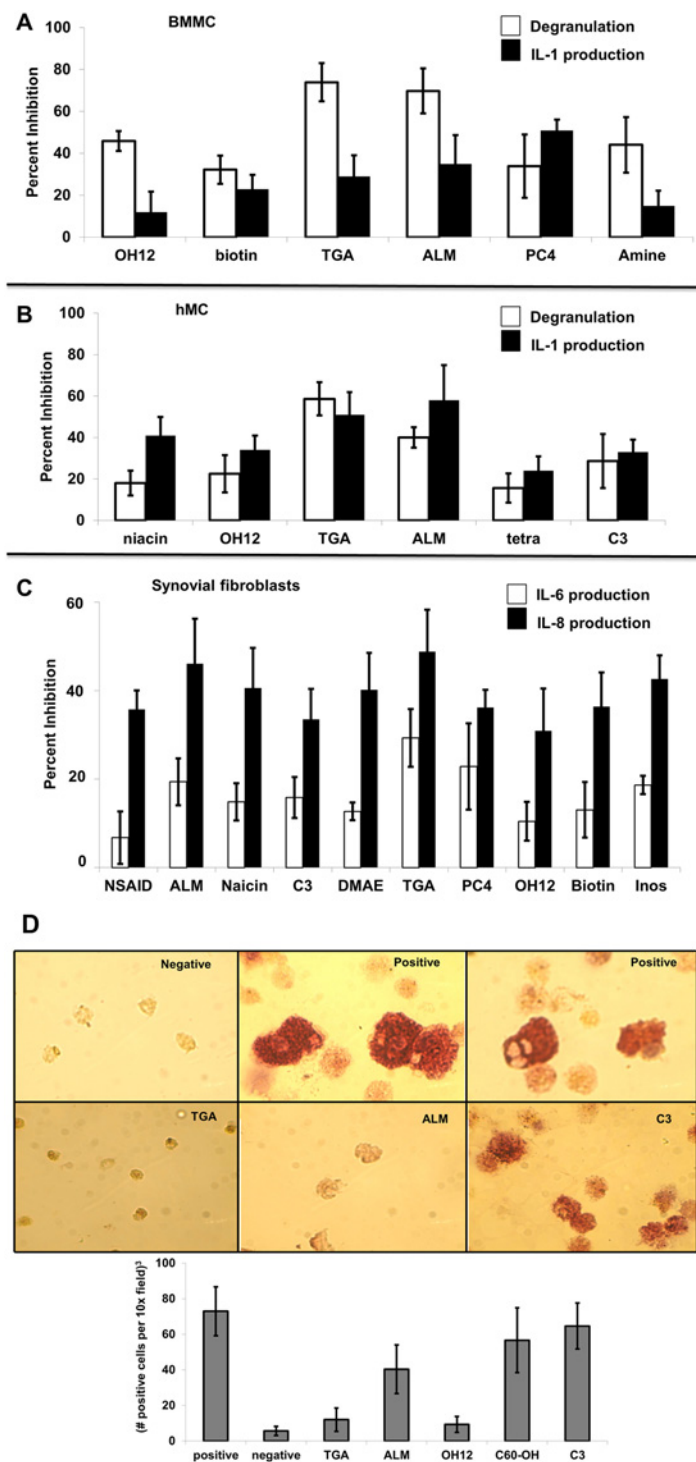 A
BMMC
Degranulation
IL-1 production
Percent Inhibition
100
80
60
40
20
0
OH12 biotin TGA ALM PC4 Amine
B
hMC
Degranulation
IL-1 production
Percent Inhibition
100
80
60
40
20
0
niacin OH12 TGA ALM tetra C3
C
Synovial fibroblasts
IL-6 production
IL-8 production
Percent Inhibition
60
40
20
0
NSAID ALM Naicin C3 DMAE TGA PC4 OH12 Biotin Inos
D
Negative Positive Positive
TGA ALM C3
(# positive cells per 10x field)³
100
80
60
40
20
0
positive negative TGA ALM OH12 C60-OH C3